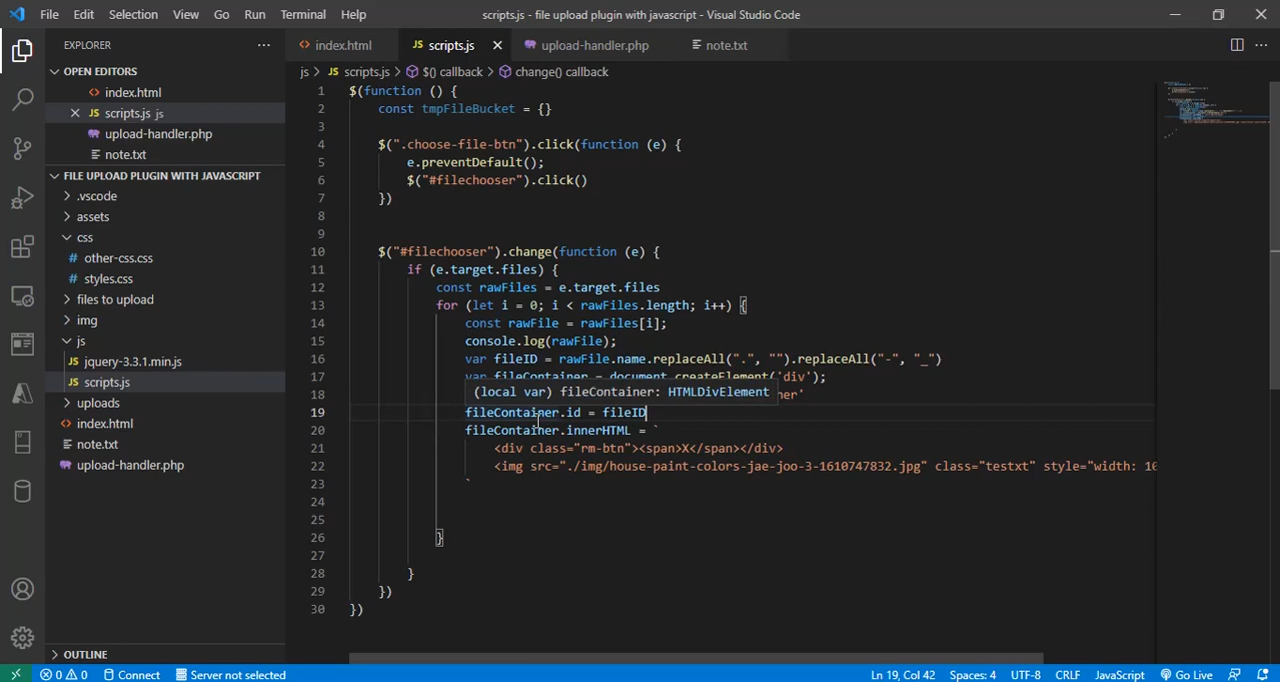 File Edit Selection View Go Run Terminal Help
scripts.js - file upload plugin with javascript - Visual Studio Code
EXPLORER
OPEN EDITORS
index.html
scripts.js js
upload-handler.php
note.txt
FILE UPLOAD PLUGIN WITH JAVASCRIPT
.vscode
assets
css
other-css.css
styles.css
files to upload
img
js
jquery-3.3.1.min.js
scripts.js
uploads
index.html
note.txt
upload-handler.php
OUTLINE
index.html
scripts.js
upload-handler.php
note.txt
js > JS scripts.js > $() callback > change() callback
1 $(function () {
2 const tmpFileBucket = {}
3
4 $(".choose-file-btn").click(function (e) {
5 e.preventDefault();
6 $("#filechooser").click()
7 })
8
9
10 $("#filechooser").change(function (e) {
11 if (e.target.files) {
12 const rawFiles = e.target.files
13 for (let i = 0; i < rawFiles.length; i++) {
14 const rawFile = rawFiles[i];
15 console.log(rawFile);
16 var fileID = rawFile.name.replaceAll(".", "").replaceAll("-", "_")
17 var fileContainer = document.createElement('div');
(local var) fileContainer: HTMLDivElement
18 ner'
19 fileContainer.id = fileID
20 fileContainer.innerHTML = `
21 <div class="rm-btn"><span>X</span></div>
22 <img src="./img/house-paint-colors-jae-joo-3-1610747832.jpg" class="testxt" style="width: 10
23 `
24
25
26 }
27
28 }
29 })
30 })
0 0 Connect Server not selected
Ln 19, Col 42 Spaces: 4 UTF-8 CRLF JavaScript Go Live